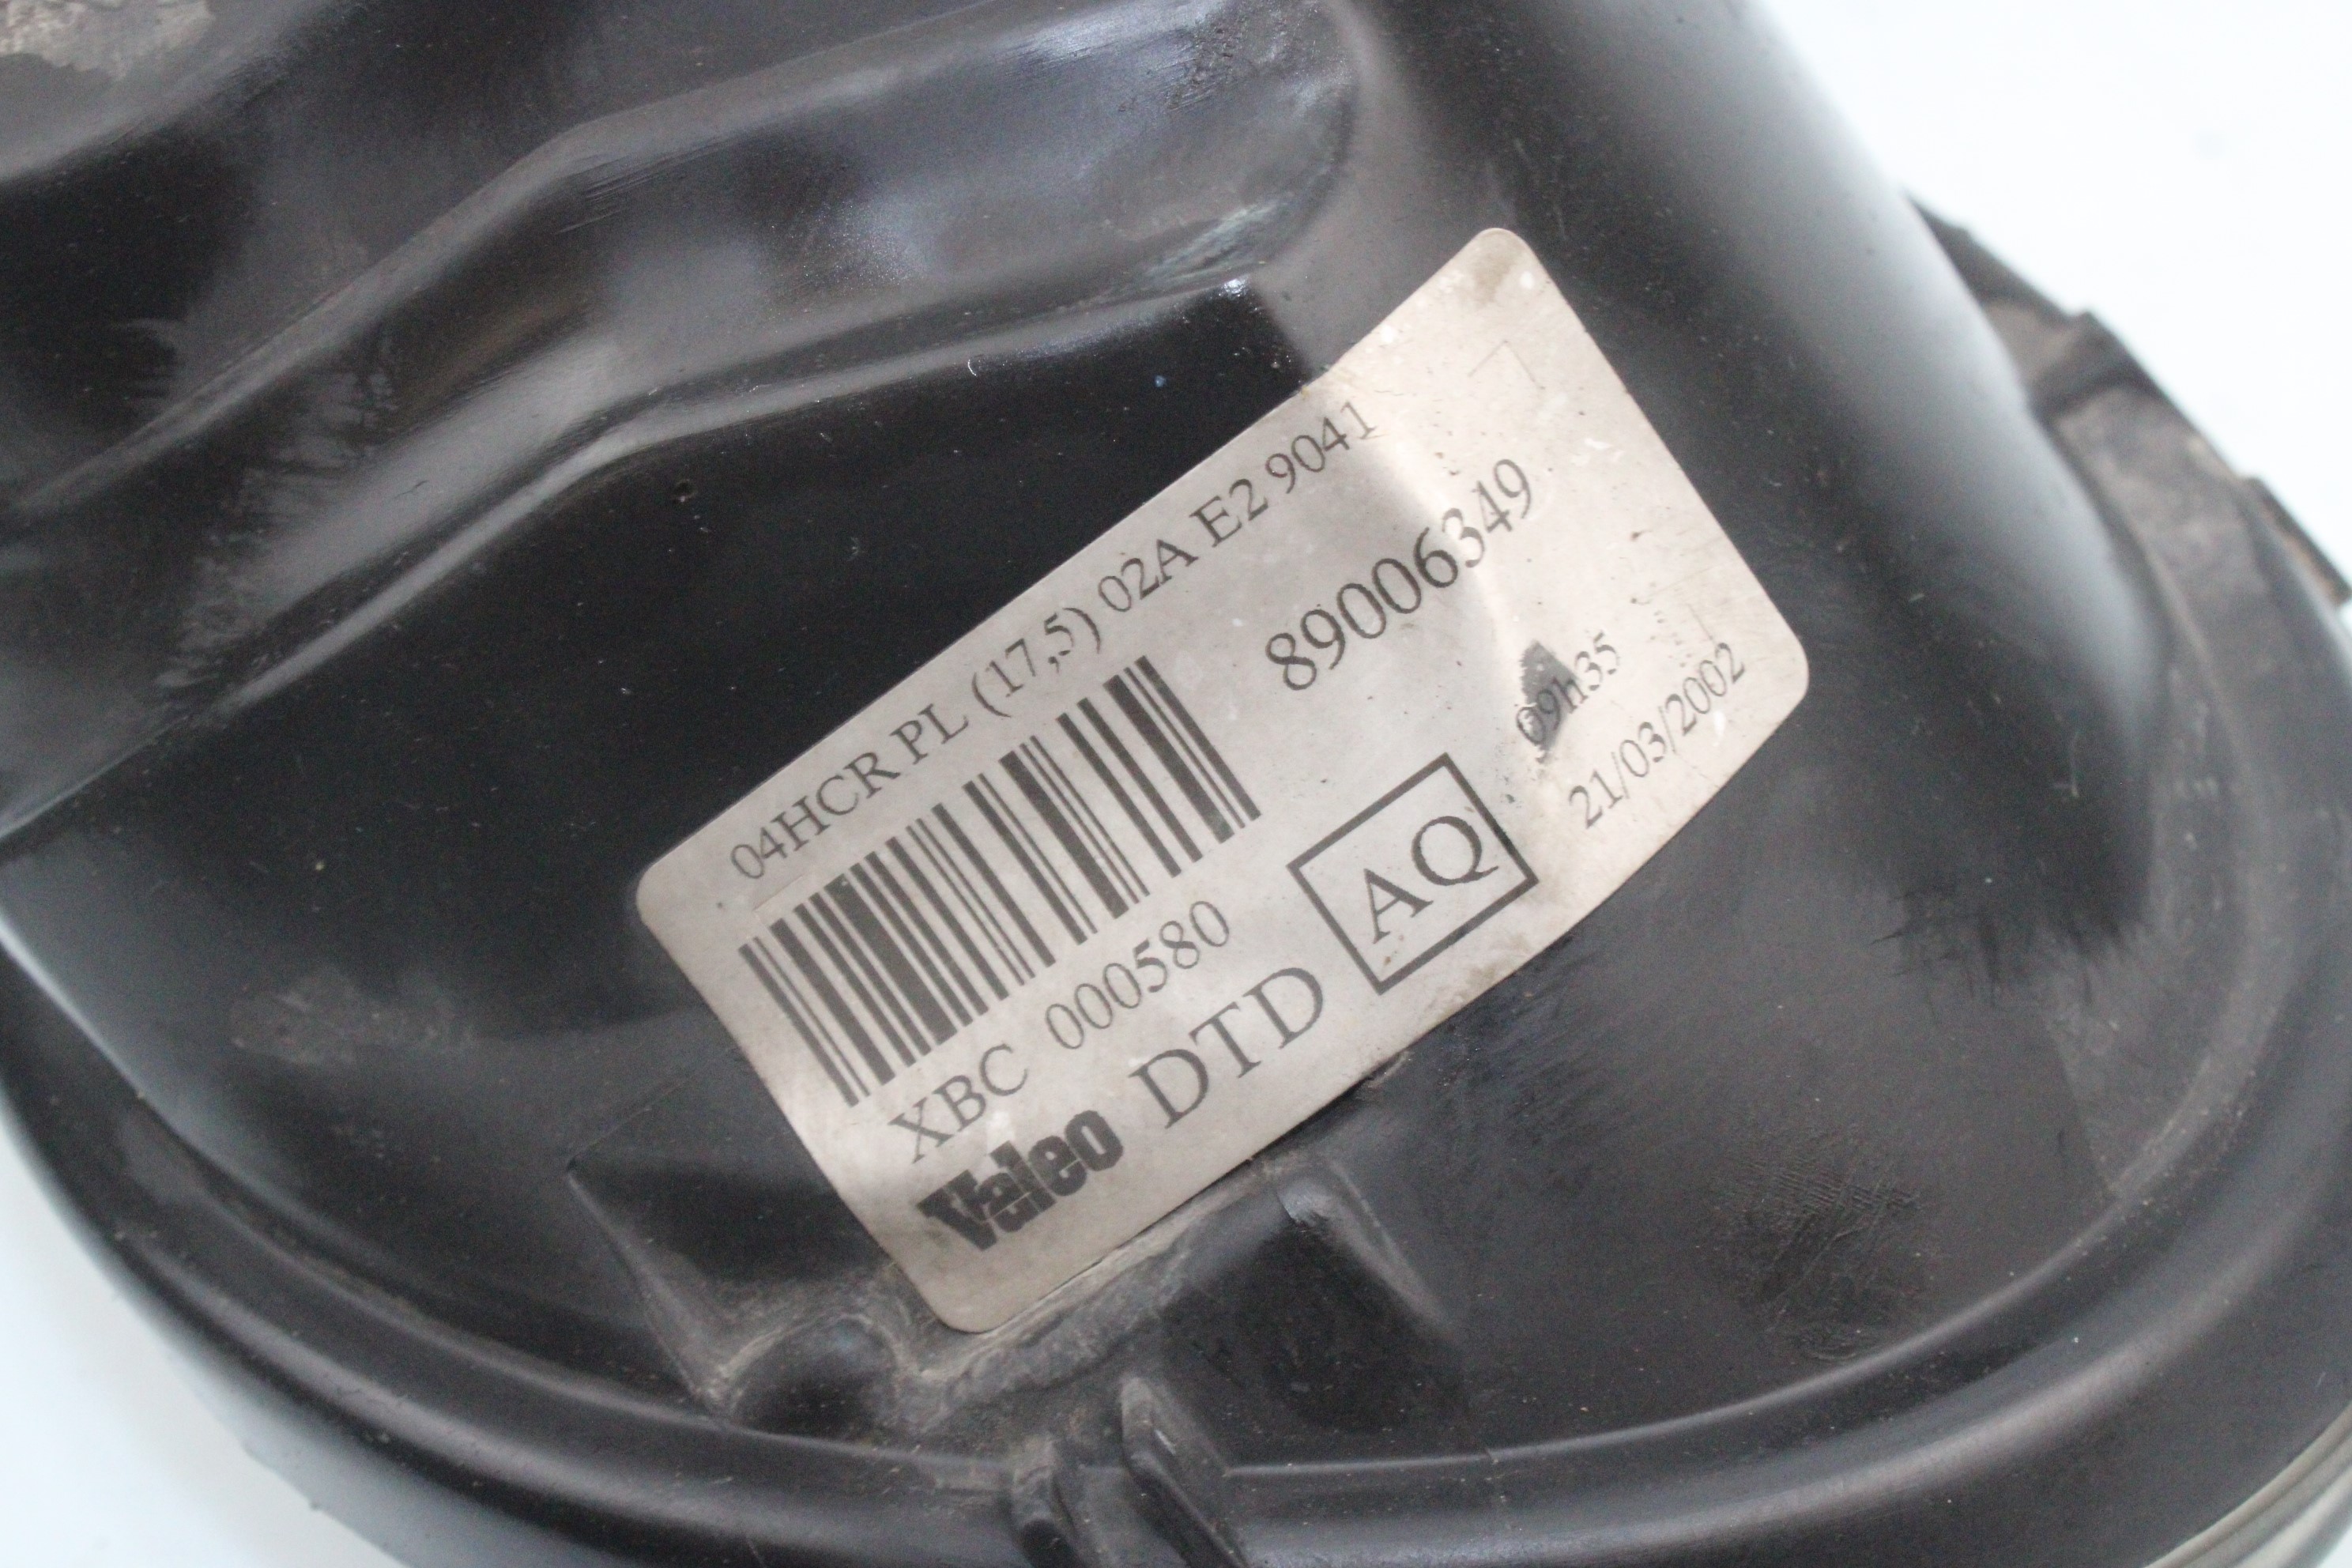 04HCR PL (17,5) 02A E2 9041
89006349
XBC 000580
09h35
Valeo DTD AQ
21/03/2002